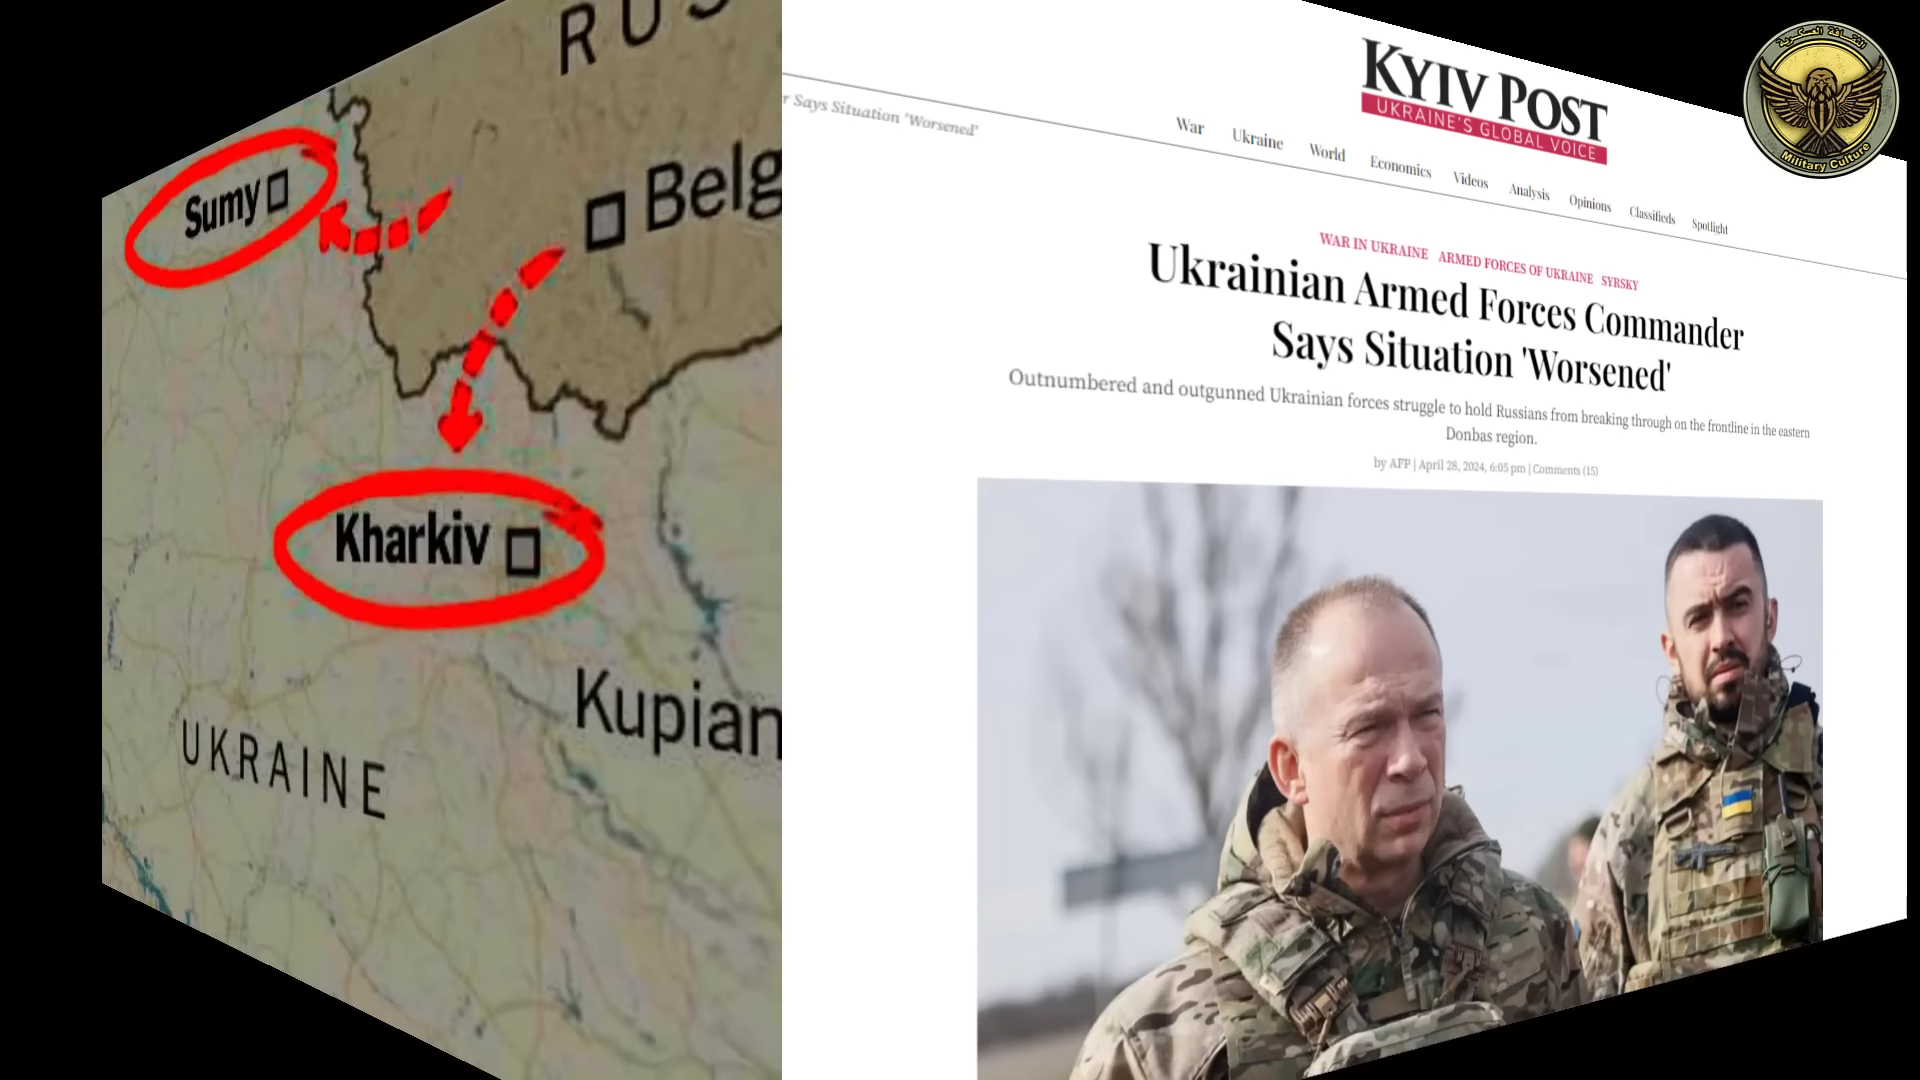 RUS
Sumy
Belg
Kharkiv
Kupian
UKRAINE
r Says Situation 'Worsened'
KYIV POST
UKRAINE'S GLOBAL VOICE
War Ukraine World Economics Videos Analysis Opinions Classifieds Spotlight
WAR IN UKRAINE ARMED FORCES OF UKRAINE SYRSKY
Ukrainian Armed Forces Commander
Says Situation 'Worsened'
Outnumbered and outgunned Ukrainian forces struggle to hold Russians from breaking through on the frontline in the eastern
Donbas region.
by AFP | April 28, 2024, 6:05 pm | Comments (15)
الثقافة العسكرية
Military Culture